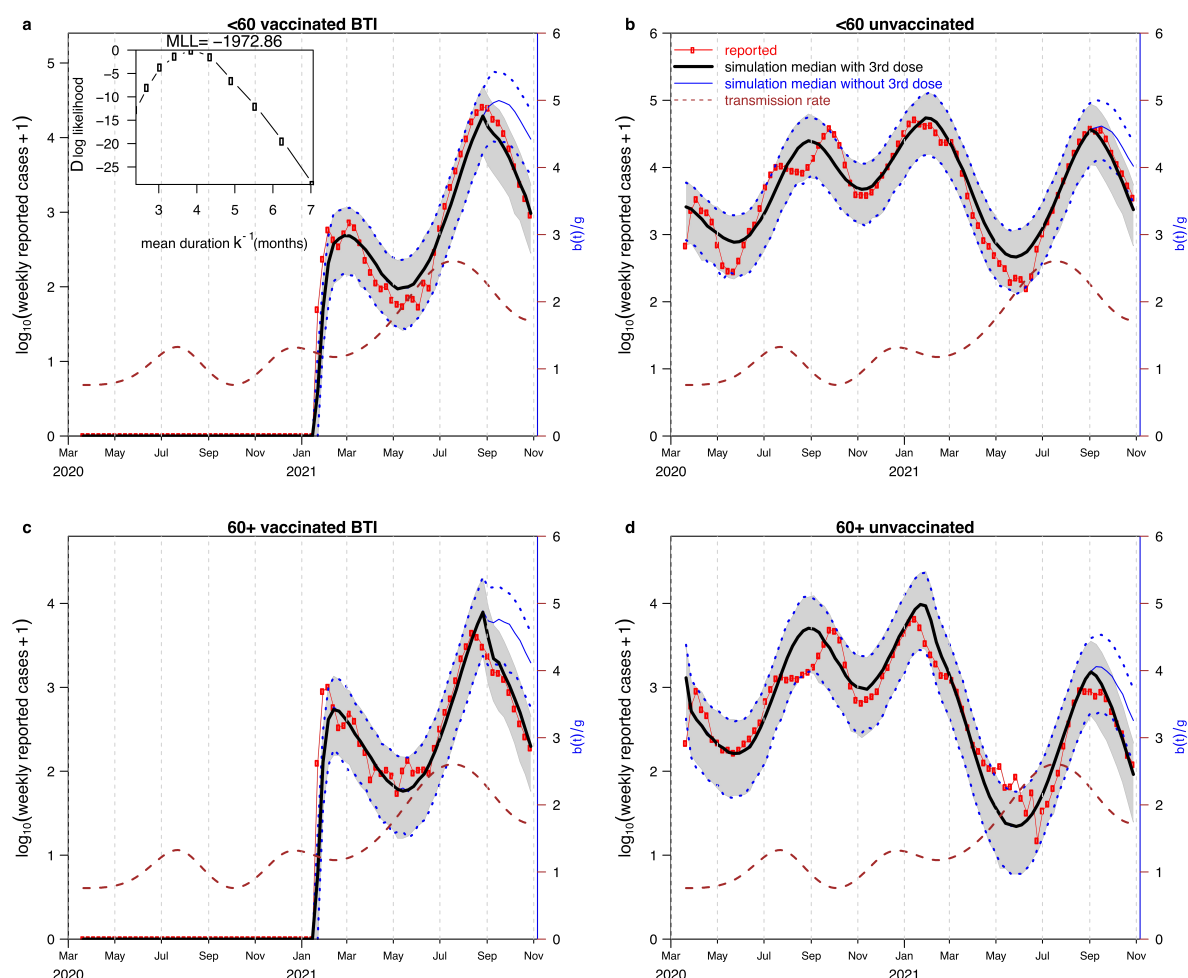 a
<60 vaccinated BTI
MLL= −1972.86
D log likelihood
0
−5
−10
−15
−20
−25
3 4 5 6 7
mean duration k⁻¹(months)
log₁₀(weekly reported cases + 1)
5
4
3
2
1
0
6
5
4
3
2
1
0
b(t)/g
Mar May Jul Sep Nov Jan Mar May Jul Sep Nov
2020 2021
b
<60 unvaccinated
reported
simulation median with 3rd dose
simulation median without 3rd dose
transmission rate
log₁₀(weekly reported cases + 1)
6
5
4
3
2
1
0
6
5
4
3
2
1
0
b(t)/g
Mar May Jul Sep Nov Jan Mar May Jul Sep Nov
2020 2021
c
60+ vaccinated BTI
log₁₀(weekly reported cases + 1)
4
3
2
1
0
6
5
4
3
2
1
0
b(t)/g
Mar May Jul Sep Nov Jan Mar May Jul Sep Nov
2020 2021
d
60+ unvaccinated
log₁₀(weekly reported cases + 1)
4
3
2
1
0
6
5
4
3
2
1
0
b(t)/g
Mar May Jul Sep Nov Jan Mar May Jul Sep Nov
2020 2021